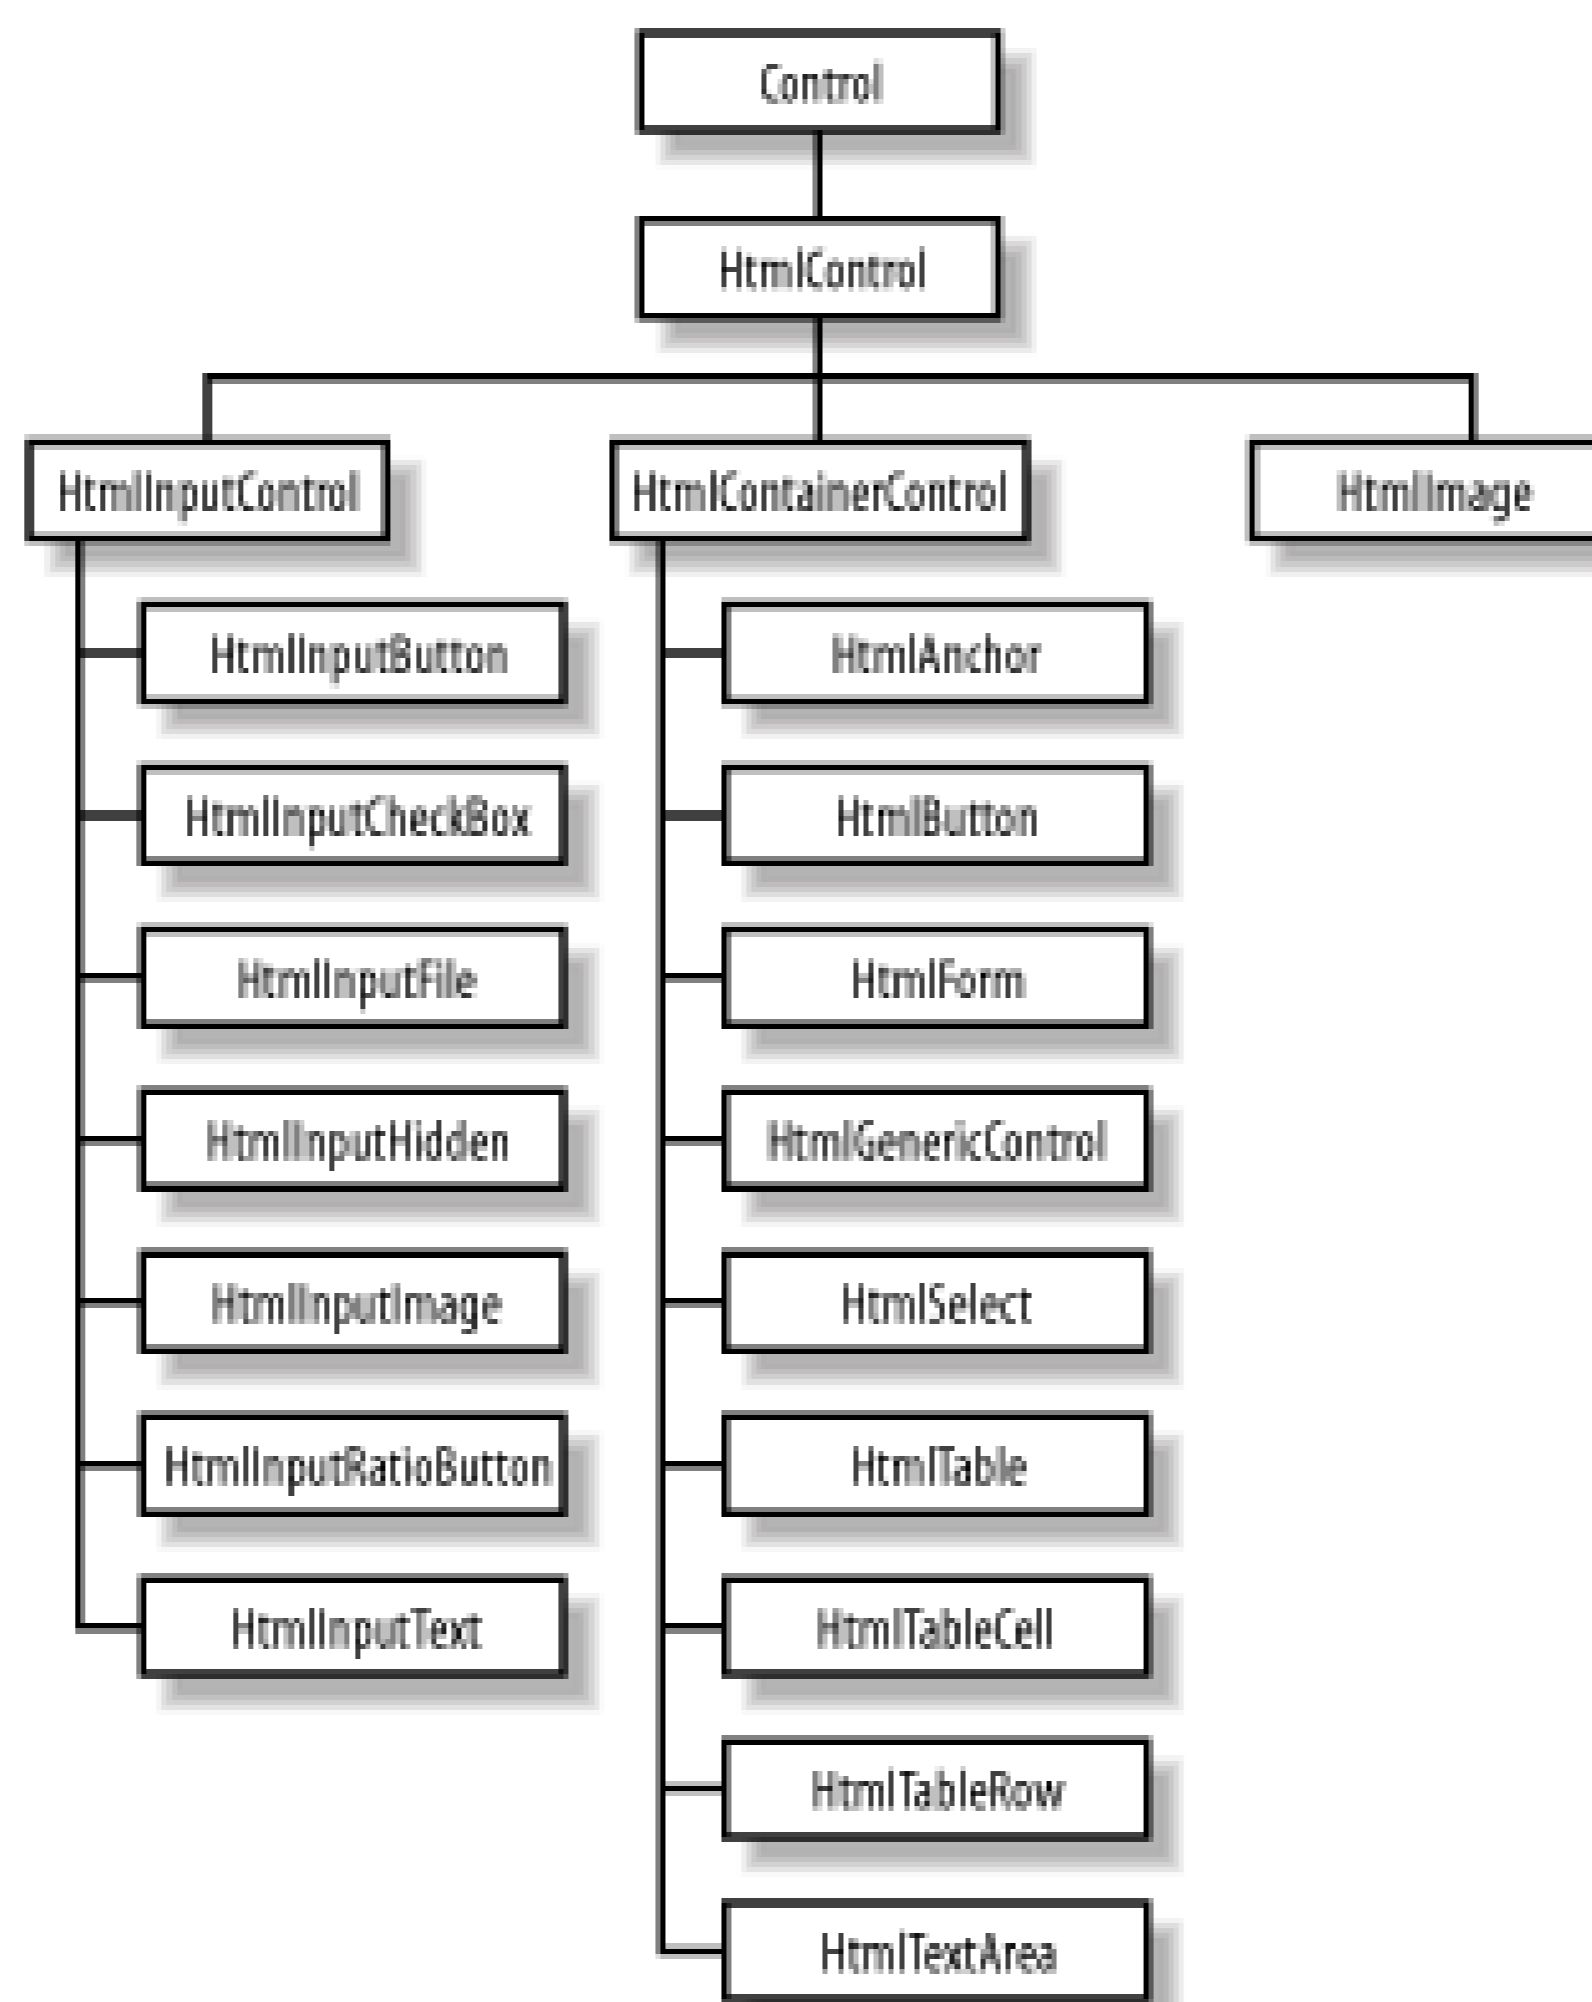 Control
HtmlControl
HtmlInputControl
HtmlContainerControl
HtmlImage
HtmlInputButton
HtmlAnchor
HtmlInputCheckBox
HtmlButton
HtmlInputFile
HtmlForm
HtmlInputHidden
HtmlGenericControl
HtmlInputImage
HtmlSelect
HtmlInputRatioButton
HtmlTable
HtmlInputText
HtmlTableCell
HtmlTableRow
HtmlTextArea